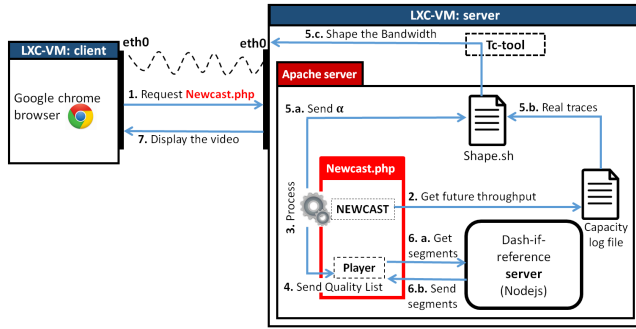 LXC-VM: server
LXC-VM: client
eth0
eth0
5.c. Shape the Bandwidth
Tc-tool
Apache server
Google chrome
browser
1. Request Newcast.php
7. Display the video
5.a. Send α
5.b. Real traces
Shape.sh
Newcast.php
3. Process
NEWCAST
2. Get future throughput
Capacity
log file
Player
4. Send Quality List
6. a. Get
segments
6.b. Send
segments
Dash-if-
reference
server
(Nodejs)